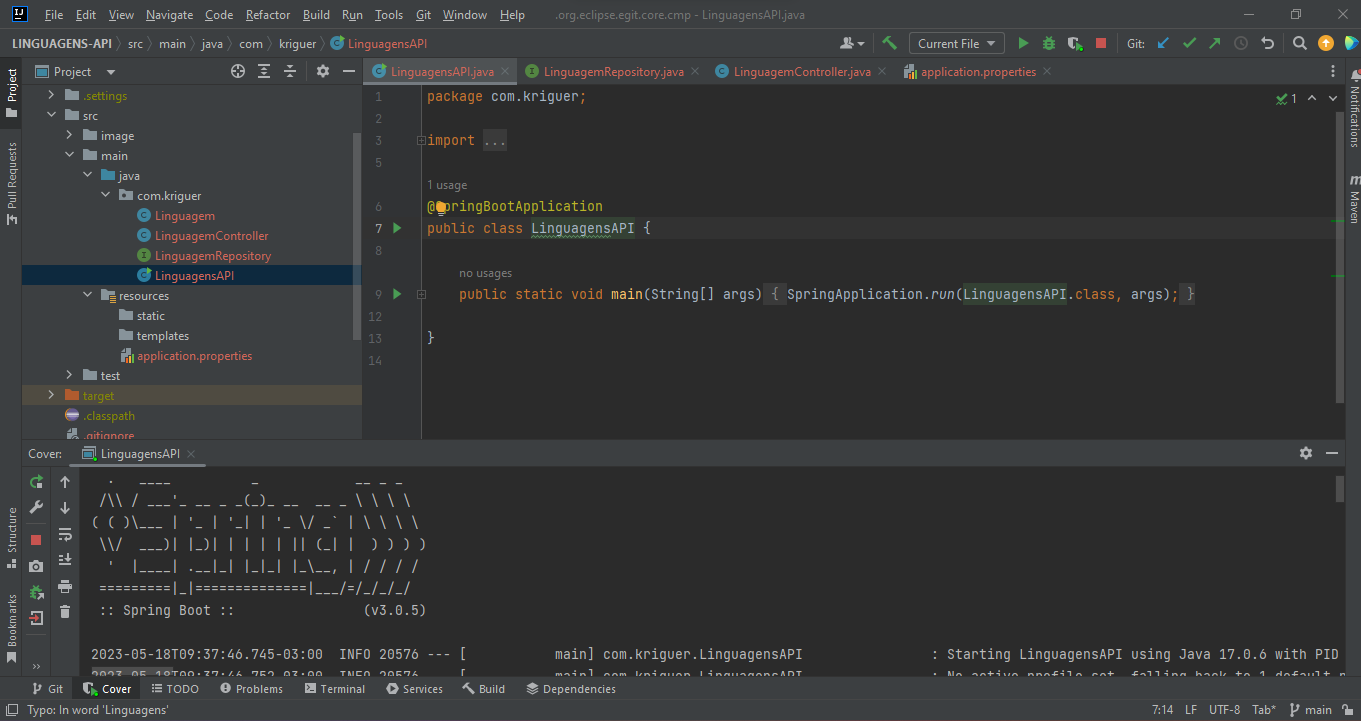 File Edit View Navigate Code Refactor Build Run Tools Git Window Help .org.eclipse.egit.core.cmp - LinguagensAPI.java
LINGUAGENS-API src main java com kriguer LinguagensAPI Current File Git:
Project
LinguagensAPI.java LinguagemRepository.java LinguagemController.java application.properties
Project
Pull Requests
Structure
Bookmarks
.settings
src
image
main
java
com.kriguer
Linguagem
LinguagemController
LinguagemRepository
LinguagensAPI
resources
static
templates
application.properties
test
target
.classpath
.gitignore
1 package com.kriguer;
2
3 import ...
5
1 usage
6 @SpringBootApplication
7 public class LinguagensAPI {
8
no usages
9 public static void main(String[] args) { SpringApplication.run(LinguagensAPI.class, args); }
12
13 }
14
1
Notifications
Maven
Cover: LinguagensAPI
  .   ____          _            __ _ _
 /\\ / ___'_ __ _ _(_)_ __  __ _ \ \ \ \
( ( )\___ | '_ | '_| | '_ \/ _` | \ \ \ \
 \\/  ___)| |_)| | | | | || (_| |  ) ) ) )
  '  |____| .__|_| |_|_| |_\__, | / / / /
 =========|_|==============|___/=/_/_/_/
 :: Spring Boot ::                (v3.0.5)
2023-05-18T09:37:46.745-03:00  INFO 20576 --- [           main] com.kriguer.LinguagensAPI                : Starting LinguagensAPI using Java 17.0.6 with PID
2023-05-18T09:37:46.752-03:00  INFO 20576 --- [           main] com.kriguer.LinguagensAPI                : No active profile set, falling back to 1 default
Git Cover TODO Problems Terminal Services Build Dependencies
Typo: In word 'Linguagens' 7:14 LF UTF-8 Tab* main